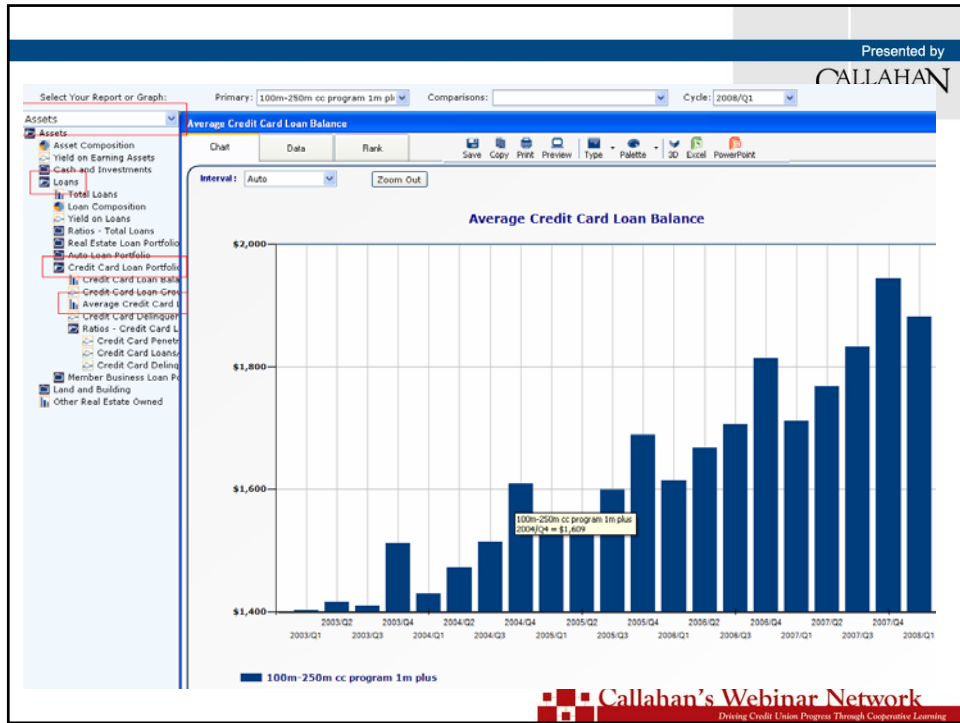 Presented by
CALLAHAN
Select Your Report or Graph:
Primary: 100m-250m cc program 1m pl
Comparisons:
Cycle: 2008/Q1
Assets
Assets
Asset Composition
Yield on Earning Assets
Cash and Investments
Loans
Total Loans
Loan Composition
Yield on Loans
Ratios - Total Loans
Real Estate Loan Portfolio
Auto Loan Portfolio
Credit Card Loan Portfolio
Credit Card Loan Bala
Credit Card Loan Grow
Average Credit Card L
Credit Card Delinquen
Ratios - Credit Card L
Credit Card Penetr
Credit Card Loans/
Credit Card Delinq
Member Business Loan Po
Land and Building
Other Real Estate Owned
Average Credit Card Loan Balance
Chart Data Rank
Save Copy Print Preview Type Palette 3D Excel PowerPoint
Interval: Auto
Zoom Out
Average Credit Card Loan Balance
$2,000
$1,800
$1,600
$1,400
100m-250m cc program 1m plus
2004/Q4 = $1,609
2003/Q2 2003/Q4 2004/Q2 2004/Q4 2005/Q2 2005/Q4 2006/Q2 2006/Q4 2007/Q2 2007/Q4
2003/Q1 2003/Q3 2004/Q1 2004/Q3 2005/Q1 2005/Q3 2006/Q1 2006/Q3 2007/Q1 2007/Q3 2008/Q1
100m-250m cc program 1m plus
Callahan's Webinar Network
Driving Credit Union Progress Through Cooperative Learning